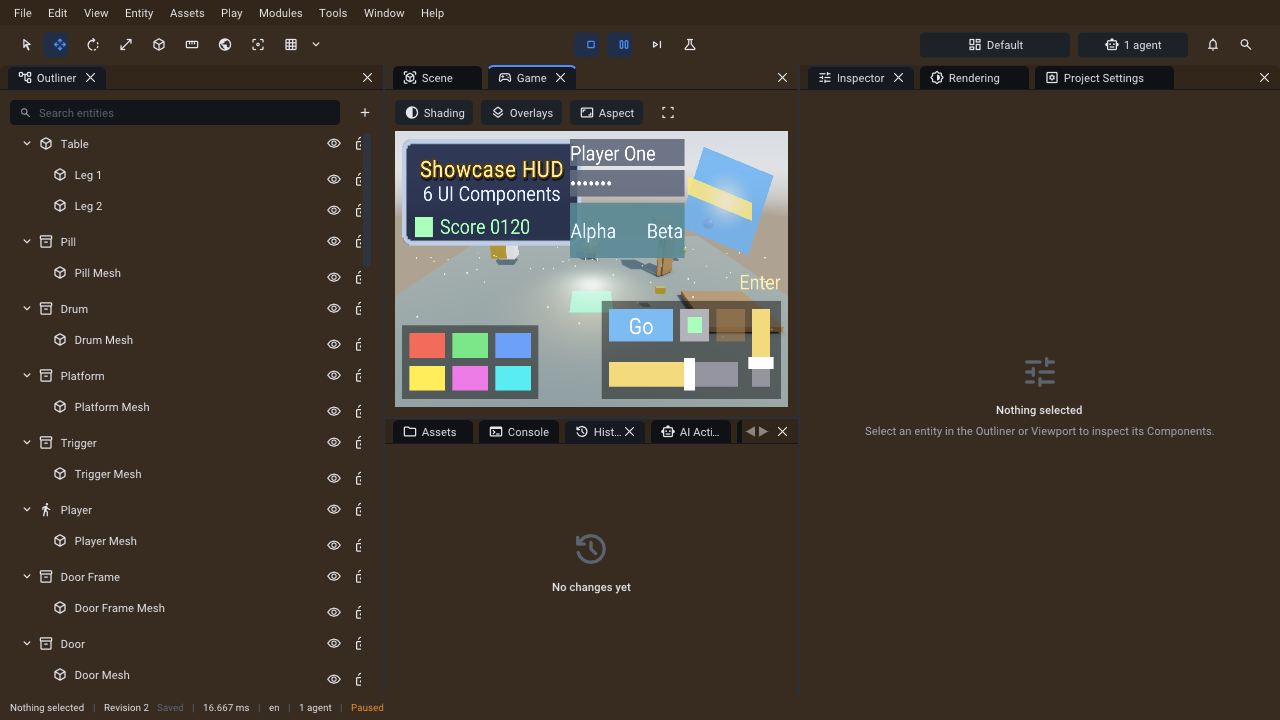 File Edit View Entity Assets Play Modules Tools Window Help
Default
1 agent
Outliner
Scene
Game
Inspector
Rendering
Project Settings
Search entities
Shading
Overlays
Aspect
Table
Leg 1
Leg 2
Pill
Pill Mesh
Drum
Drum Mesh
Platform
Platform Mesh
Trigger
Trigger Mesh
Player
Player Mesh
Door Frame
Door Frame Mesh
Door
Door Mesh
Showcase HUD
6 UI Components
Score 0120
Player One
•••••••
Alpha Beta
Enter
Go
Assets
Console
Hist...
AI Acti...
No changes yet
Nothing selected
Select an entity in the Outliner or Viewport to inspect its Components.
Nothing selected | Revision 2 Saved | 16.667 ms | en | 1 agent | Paused